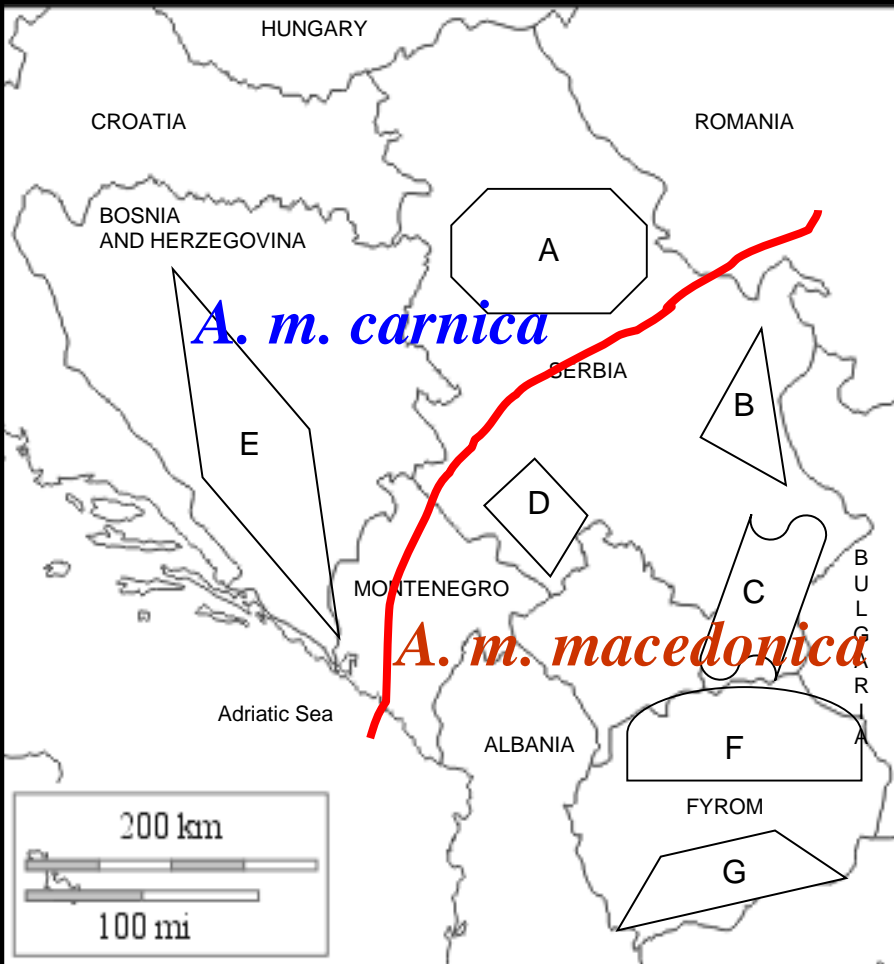 HUNGARY
CROATIA
ROMANIA
BOSNIA
AND HERZEGOVINA
A
A. m. carnica
SERBIA
B
E
D
C
MONTENEGRO
A. m. macedonica
B
U
L
G
A
R
I
A
Adriatic Sea
ALBANIA
F
FYROM
G
200 km
100 mi